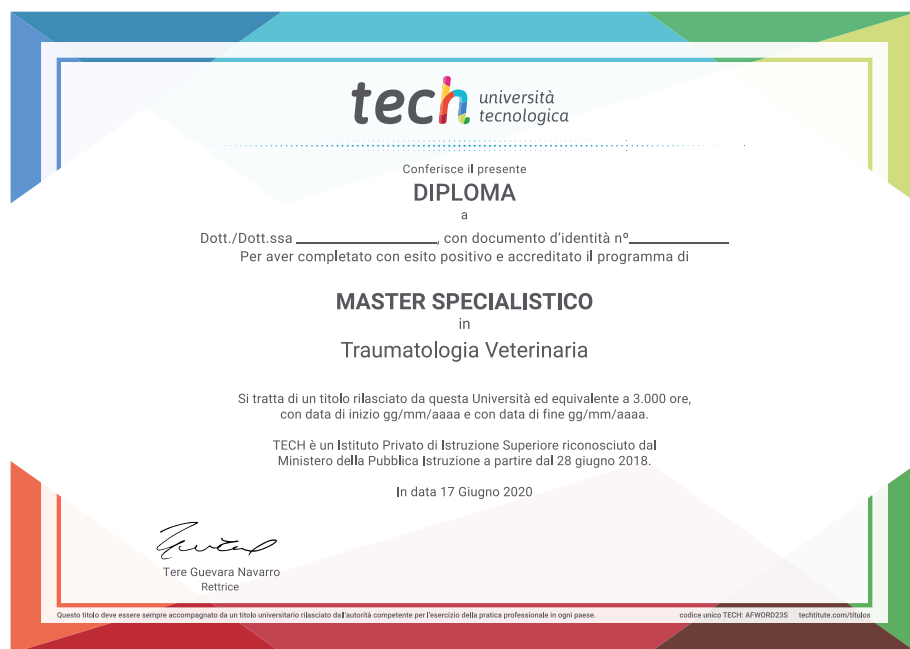 tech università
tecnologica
Conferisce il presente
DIPLOMA
a
Dott./Dott.ssa ____________________, con documento d'identità nº______________
Per aver completato con esito positivo e accreditato il programma di
MASTER SPECIALISTICO
in
Traumatologia Veterinaria
Si tratta di un titolo rilasciato da questa Università ed equivalente a 3.000 ore,
con data di inizio gg/mm/aaaa e con data di fine gg/mm/aaaa.
TECH è un Istituto Privato di Istruzione Superiore riconosciuto dal
Ministero della Pubblica Istruzione a partire dal 28 giugno 2018.
In data 17 Giugno 2020
Tere Guevara Navarro
Rettrice
Questo titolo deve essere sempre accompagnato da un titolo universitario rilasciato dall'autorità competente per l'esercizio della pratica professionale in ogni paese. codice unico TECH: AFWORD23S techtitute.com/títulos